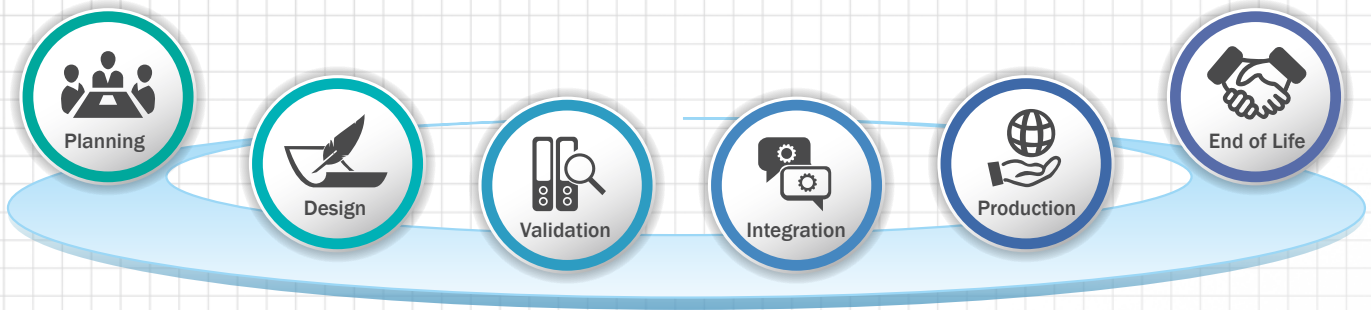 Planning
Design
Validation
Integration
Production
End of Life